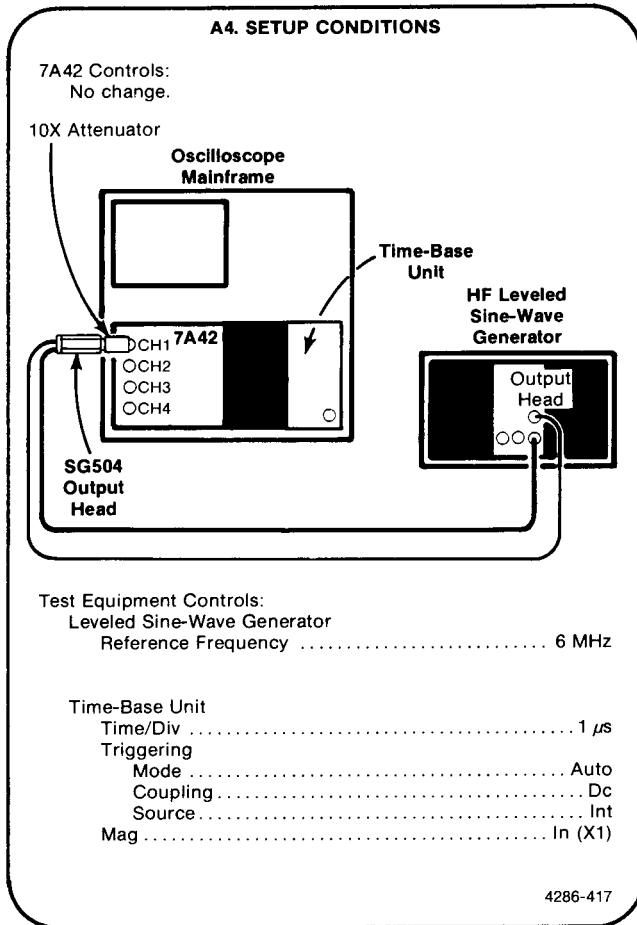 A4. SETUP CONDITIONS
7A42 Controls:
No change.
10X Attenuator
Oscilloscope
Mainframe
Time-Base
Unit
HF Leveled
Sine-Wave
Generator
CH1 7A42
CH2
CH3
CH4
Output
Head
SG504
Output
Head
Test Equipment Controls:
Leveled Sine-Wave Generator
Reference Frequency ........................... 6 MHz
Time-Base Unit
Time/Div ........................................ 1 µs
Triggering
Mode ........................................ Auto
Coupling ........................................ Dc
Source ........................................ Int
Mag ........................................ In (X1)
4286-417